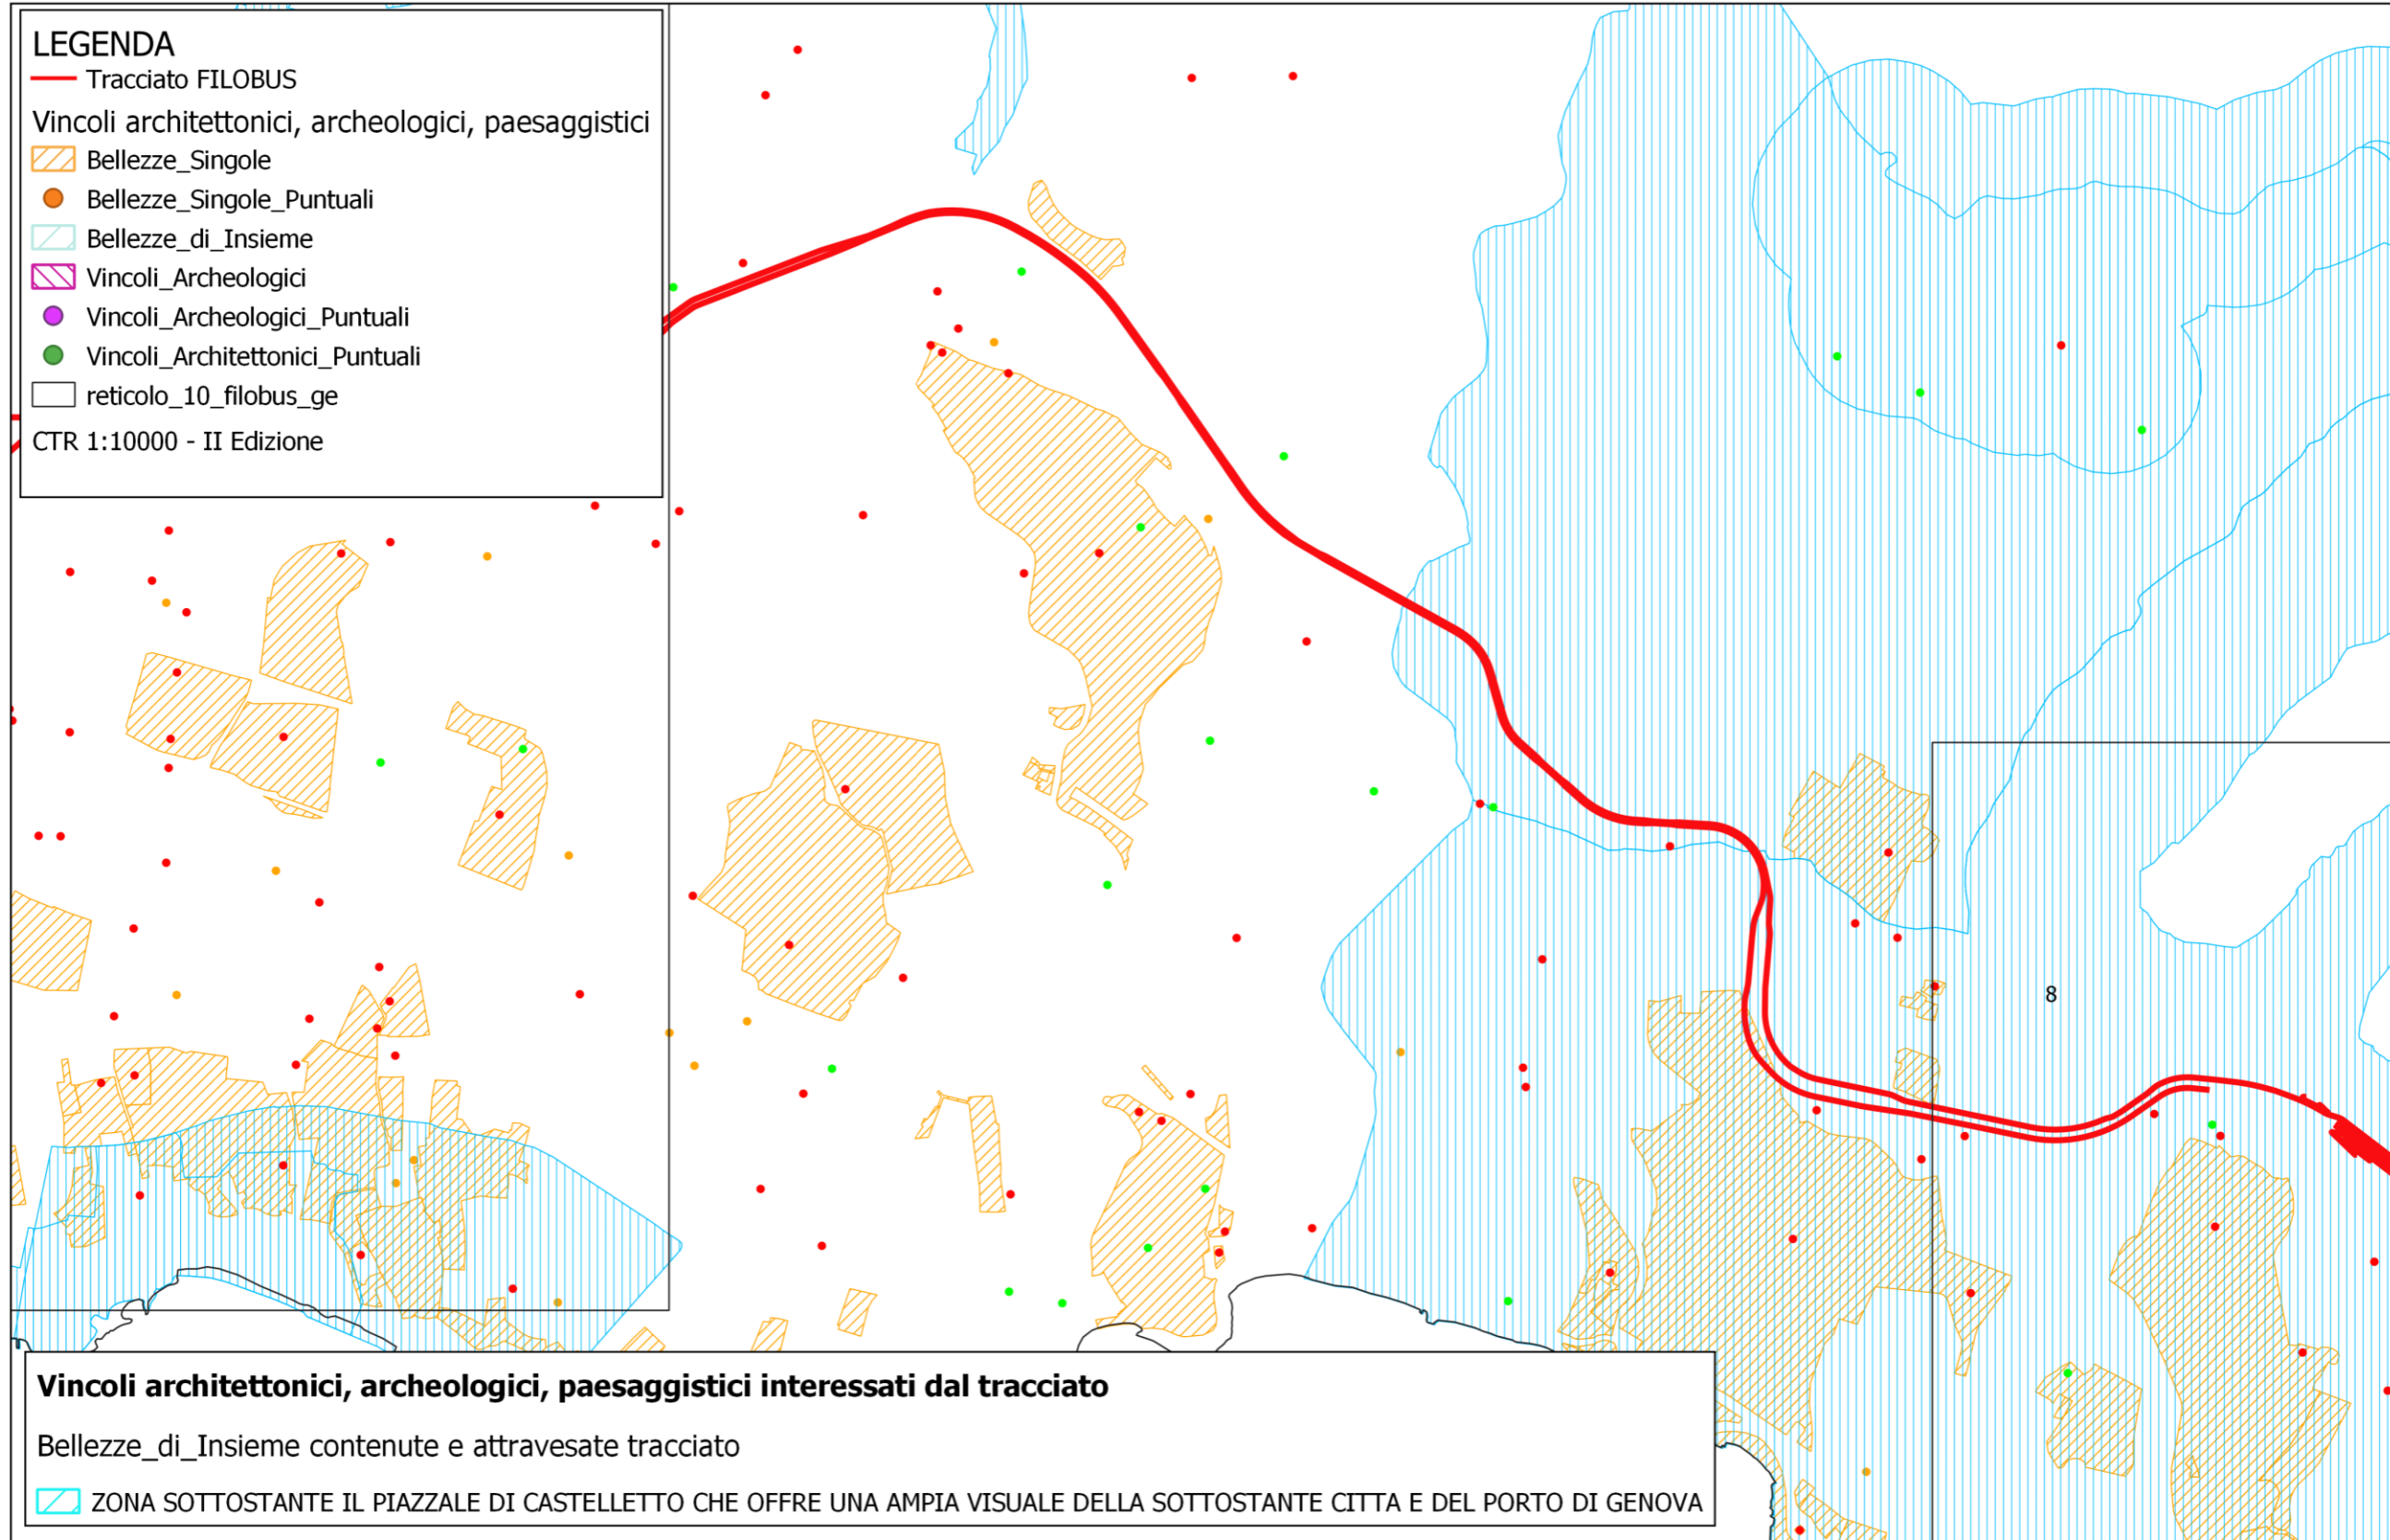 LEGENDA
Tracciato FILOBUS
Vincoli architettonici, archeologici, paesaggistici
Bellezze_Singole
Bellezze_Singole_Puntuali
Bellezze_di_Insieme
Vincoli_Archeologici
Vincoli_Archeologici_Puntuali
Vincoli_Architettonici_Puntuali
reticolo_10_filobus_ge
CTR 1:10000 - II Edizione
8
Vincoli architettonici, archeologici, paesaggistici interessati dal tracciato
Bellezze_di_Insieme contenute e attravesate tracciato
ZONA SOTTOSTANTE IL PIAZZALE DI CASTELLETTO CHE OFFRE UNA AMPIA VISUALE DELLA SOTTOSTANTE CITTA E DEL PORTO DI GENOVA